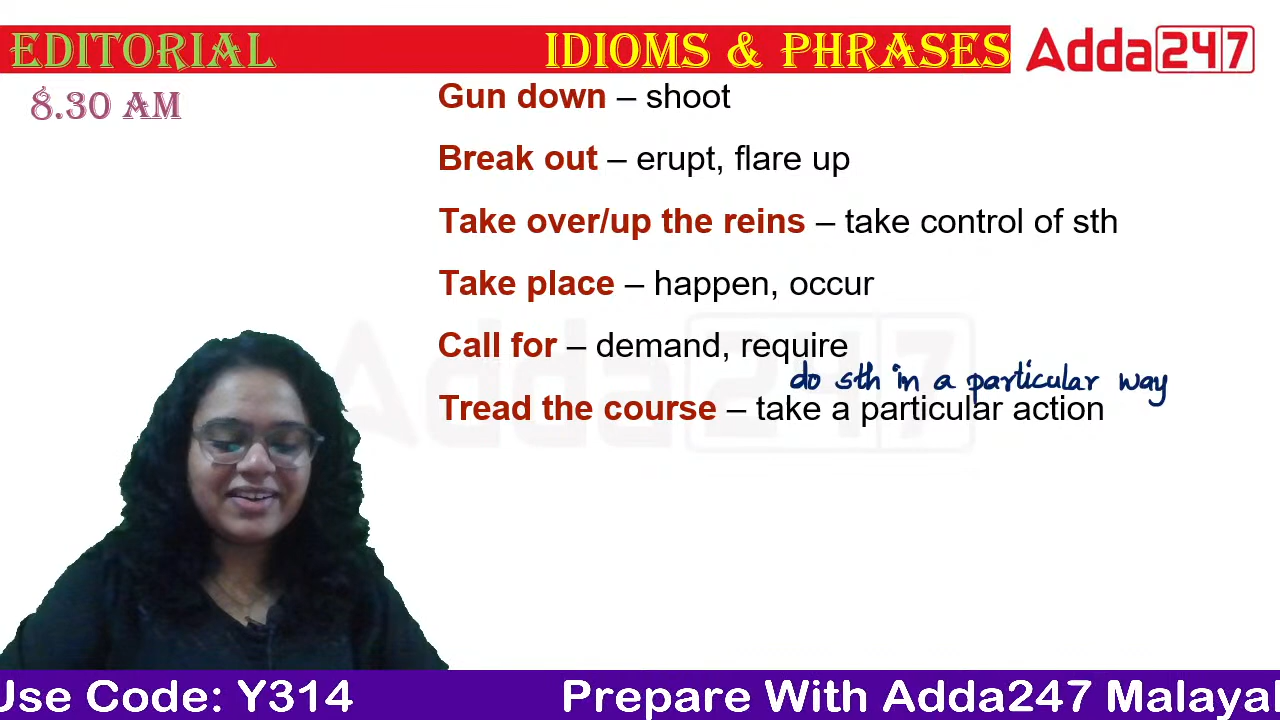 EDITORIAL
IDIOMS & PHRASES
Adda247
8.30 AM
Gun down – shoot
Break out – erupt, flare up
Take over/up the reins – take control of sth
Take place – happen, occur
Call for – demand, require
do sth in a particular way
Tread the course – take a particular action
Adda247
Use Code: Y314
Prepare With Adda247 Malayal